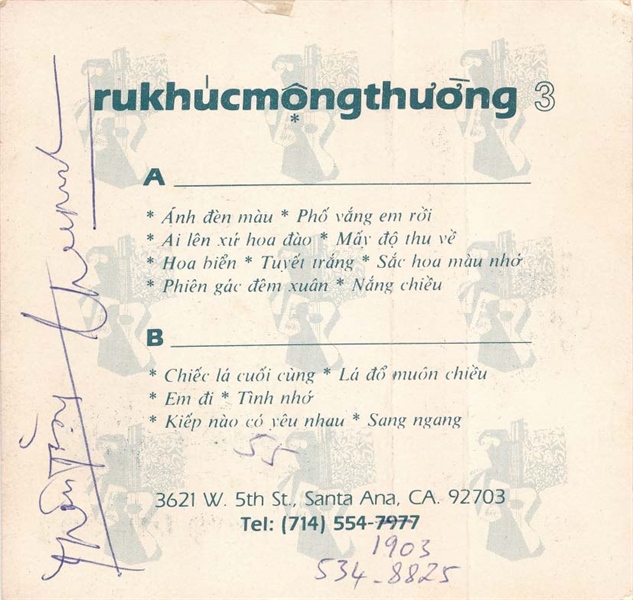 rukhúcmộngthường 3
*
A
* Ánh đèn màu * Phố vắng em rồi
* Ai lên xứ hoa đào * Mấy độ thu về
* Hoa biển * Tuyết trắng * Sắc hoa màu nhớ
* Phiên gác đêm xuân * Nắng chiều
B
* Chiếc lá cuối cùng * Lá đổ muôn chiều
* Em đi * Tình nhớ
* Kiếp nào có yêu nhau * Sang ngang
55
3621 W. 5th St., Santa Ana, CA. 92703
Tel: (714) 554-7977
1903
534-8825